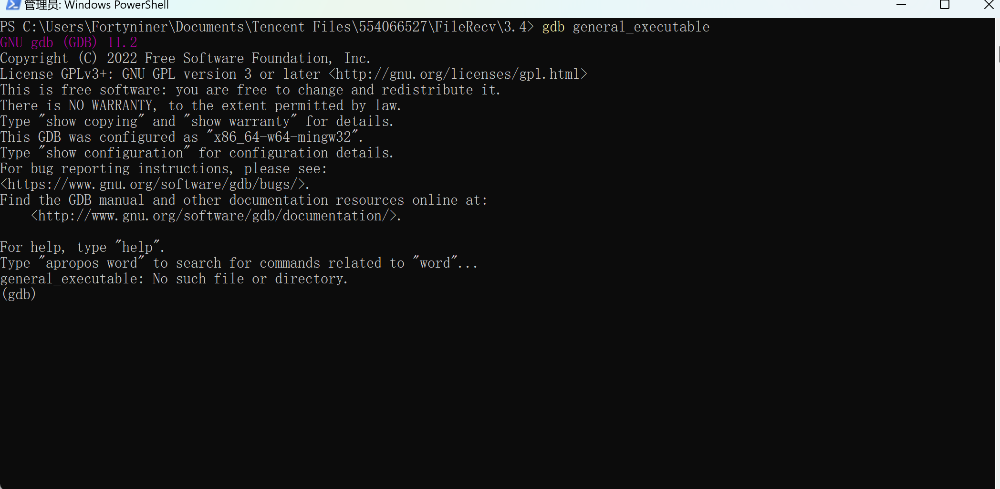 管理员: Windows PowerShell
PS C:\Users\Fortyniner\Documents\Tencent Files\554066527\FileRecv\3.4> gdb general_executable
GNU gdb (GDB) 11.2
Copyright (C) 2022 Free Software Foundation, Inc.
License GPLv3+: GNU GPL version 3 or later <http://gnu.org/licenses/gpl.html>
This is free software: you are free to change and redistribute it.
There is NO WARRANTY, to the extent permitted by law.
Type "show copying" and "show warranty" for details.
This GDB was configured as "x86_64-w64-mingw32".
Type "show configuration" for configuration details.
For bug reporting instructions, please see:
<https://www.gnu.org/software/gdb/bugs/>.
Find the GDB manual and other documentation resources online at:
    <http://www.gnu.org/software/gdb/documentation/>.

For help, type "help".
Type "apropos word" to search for commands related to "word"...
general_executable: No such file or directory.
(gdb)